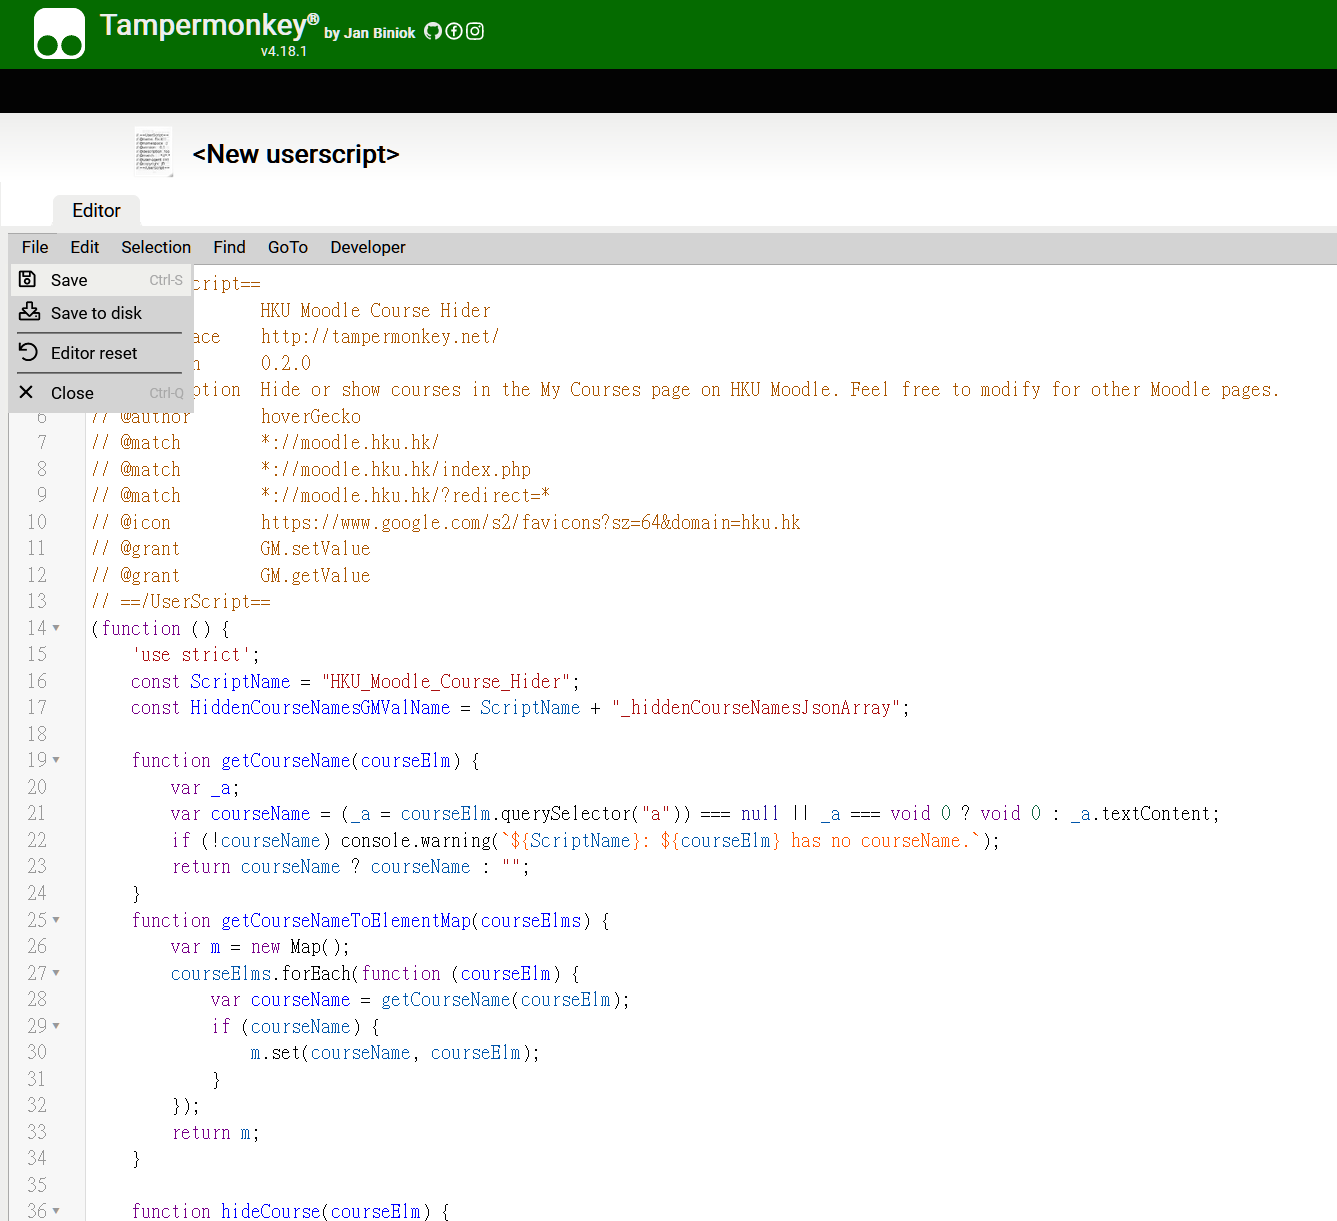 Tampermonkey® by Jan Biniok
v4.18.1
<New userscript>
Editor
File Edit Selection Find GoTo Developer
Save Ctrl-S
Save to disk
Editor reset
Close Ctrl-Q
cript==
HKU Moodle Course Hider
ace http://tampermonkey.net/
n 0.2.0
ption Hide or show courses in the My Courses page on HKU Moodle. Feel free to modify for other Moodle pages.
6 // @author hoverGecko
7 // @match *://moodle.hku.hk/
8 // @match *://moodle.hku.hk/index.php
9 // @match *://moodle.hku.hk/?redirect=*
10 // @icon https://www.google.com/s2/favicons?sz=64&domain=hku.hk
11 // @grant GM.setValue
12 // @grant GM.getValue
13 // ==/UserScript==
14 (function () {
15 'use strict';
16 const ScriptName = "HKU_Moodle_Course_Hider";
17 const HiddenCourseNamesGMValName = ScriptName + "_hiddenCourseNamesJsonArray";
18
19 function getCourseName(courseElm) {
20 var _a;
21 var courseName = (_a = courseElm.querySelector("a")) === null || _a === void 0 ? void 0 : _a.textContent;
22 if (!courseName) console.warning(`${ScriptName}: ${courseElm} has no courseName.`);
23 return courseName ? courseName : "";
24 }
25 function getCourseNameToElementMap(courseElms) {
26 var m = new Map();
27 courseElms.forEach(function (courseElm) {
28 var courseName = getCourseName(courseElm);
29 if (courseName) {
30 m.set(courseName, courseElm);
31 }
32 });
33 return m;
34 }
35
36 function hideCourse(courseElm) {